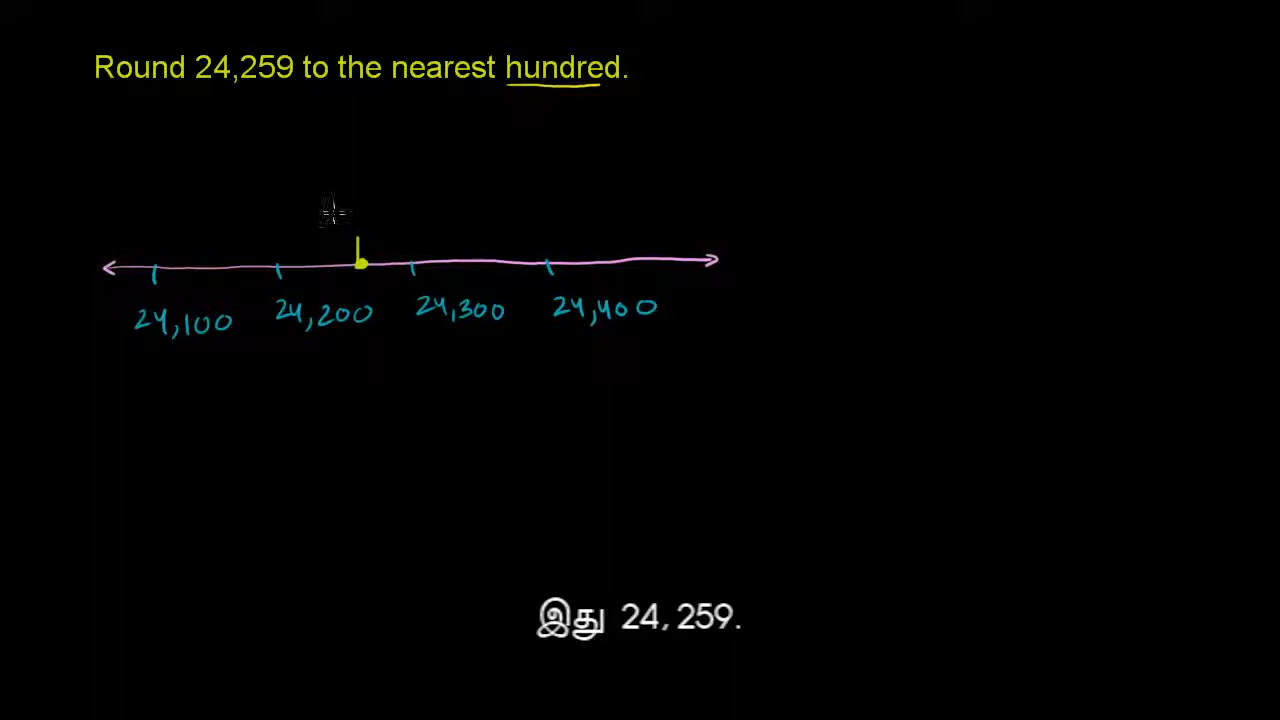 Round 24,259 to the nearest hundred.
24,100 24,200 24,300 24,400
இது 24, 259.